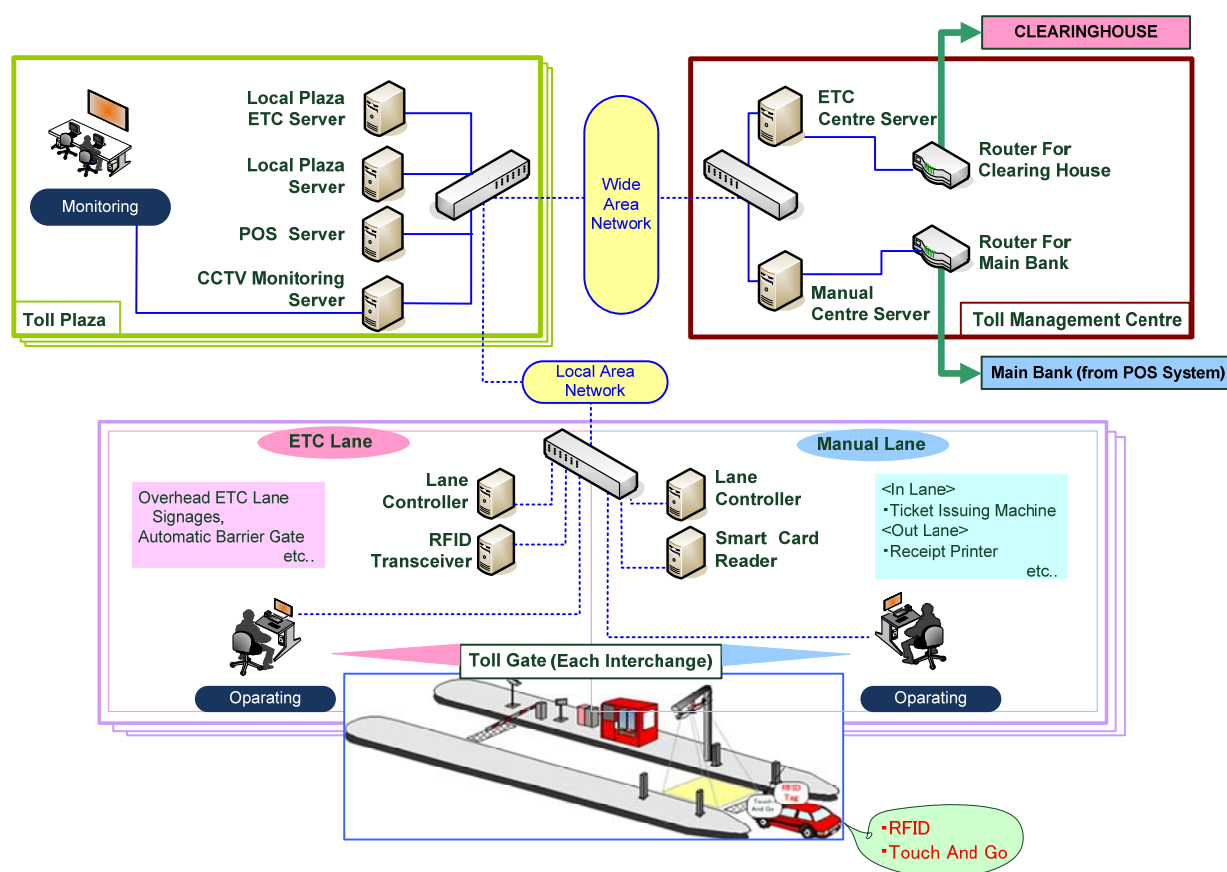 CLEARINGHOUSE
Local Plaza
ETC Server
Local Plaza
Server
POS Server
CCTV Monitoring
Server
Monitoring
Toll Plaza
Wide
Area
Network
ETC
Centre Server
Router For
Clearing House
Router For
Main Bank
Manual
Centre Server
Toll Management Centre
Main Bank (from POS System)
Local Area
Network
ETC Lane
Manual Lane
Overhead ETC Lane
Signages,
Automatic Barrier Gate
etc..
Lane
Controller
RFID
Transceiver
Lane
Controller
Smart Card
Reader
<In Lane>
・Ticket Issuing Machine
<Out Lane>
・Receipt Printer
etc..
Toll Gate (Each Interchange)
Oparating
Oparating
RFID
Tag
Touch
And Go
・RFID
・Touch And Go